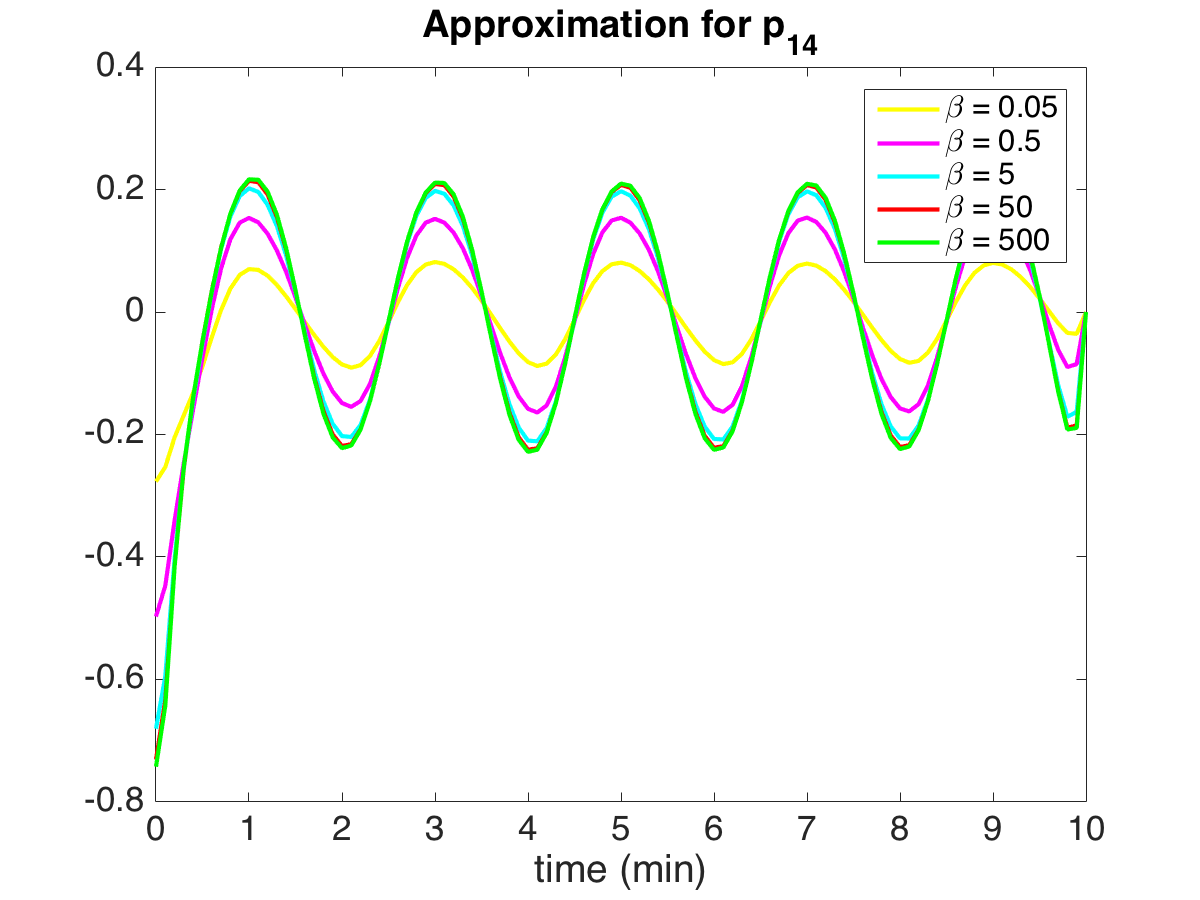 Approximation for p14
0.4
0.2
0
-0.2
-0.4
-0.6
-0.8
β = 0.05
β = 0.5
β = 5
β = 50
β = 500
0 1 2 3 4 5 6 7 8 9 10
time (min)